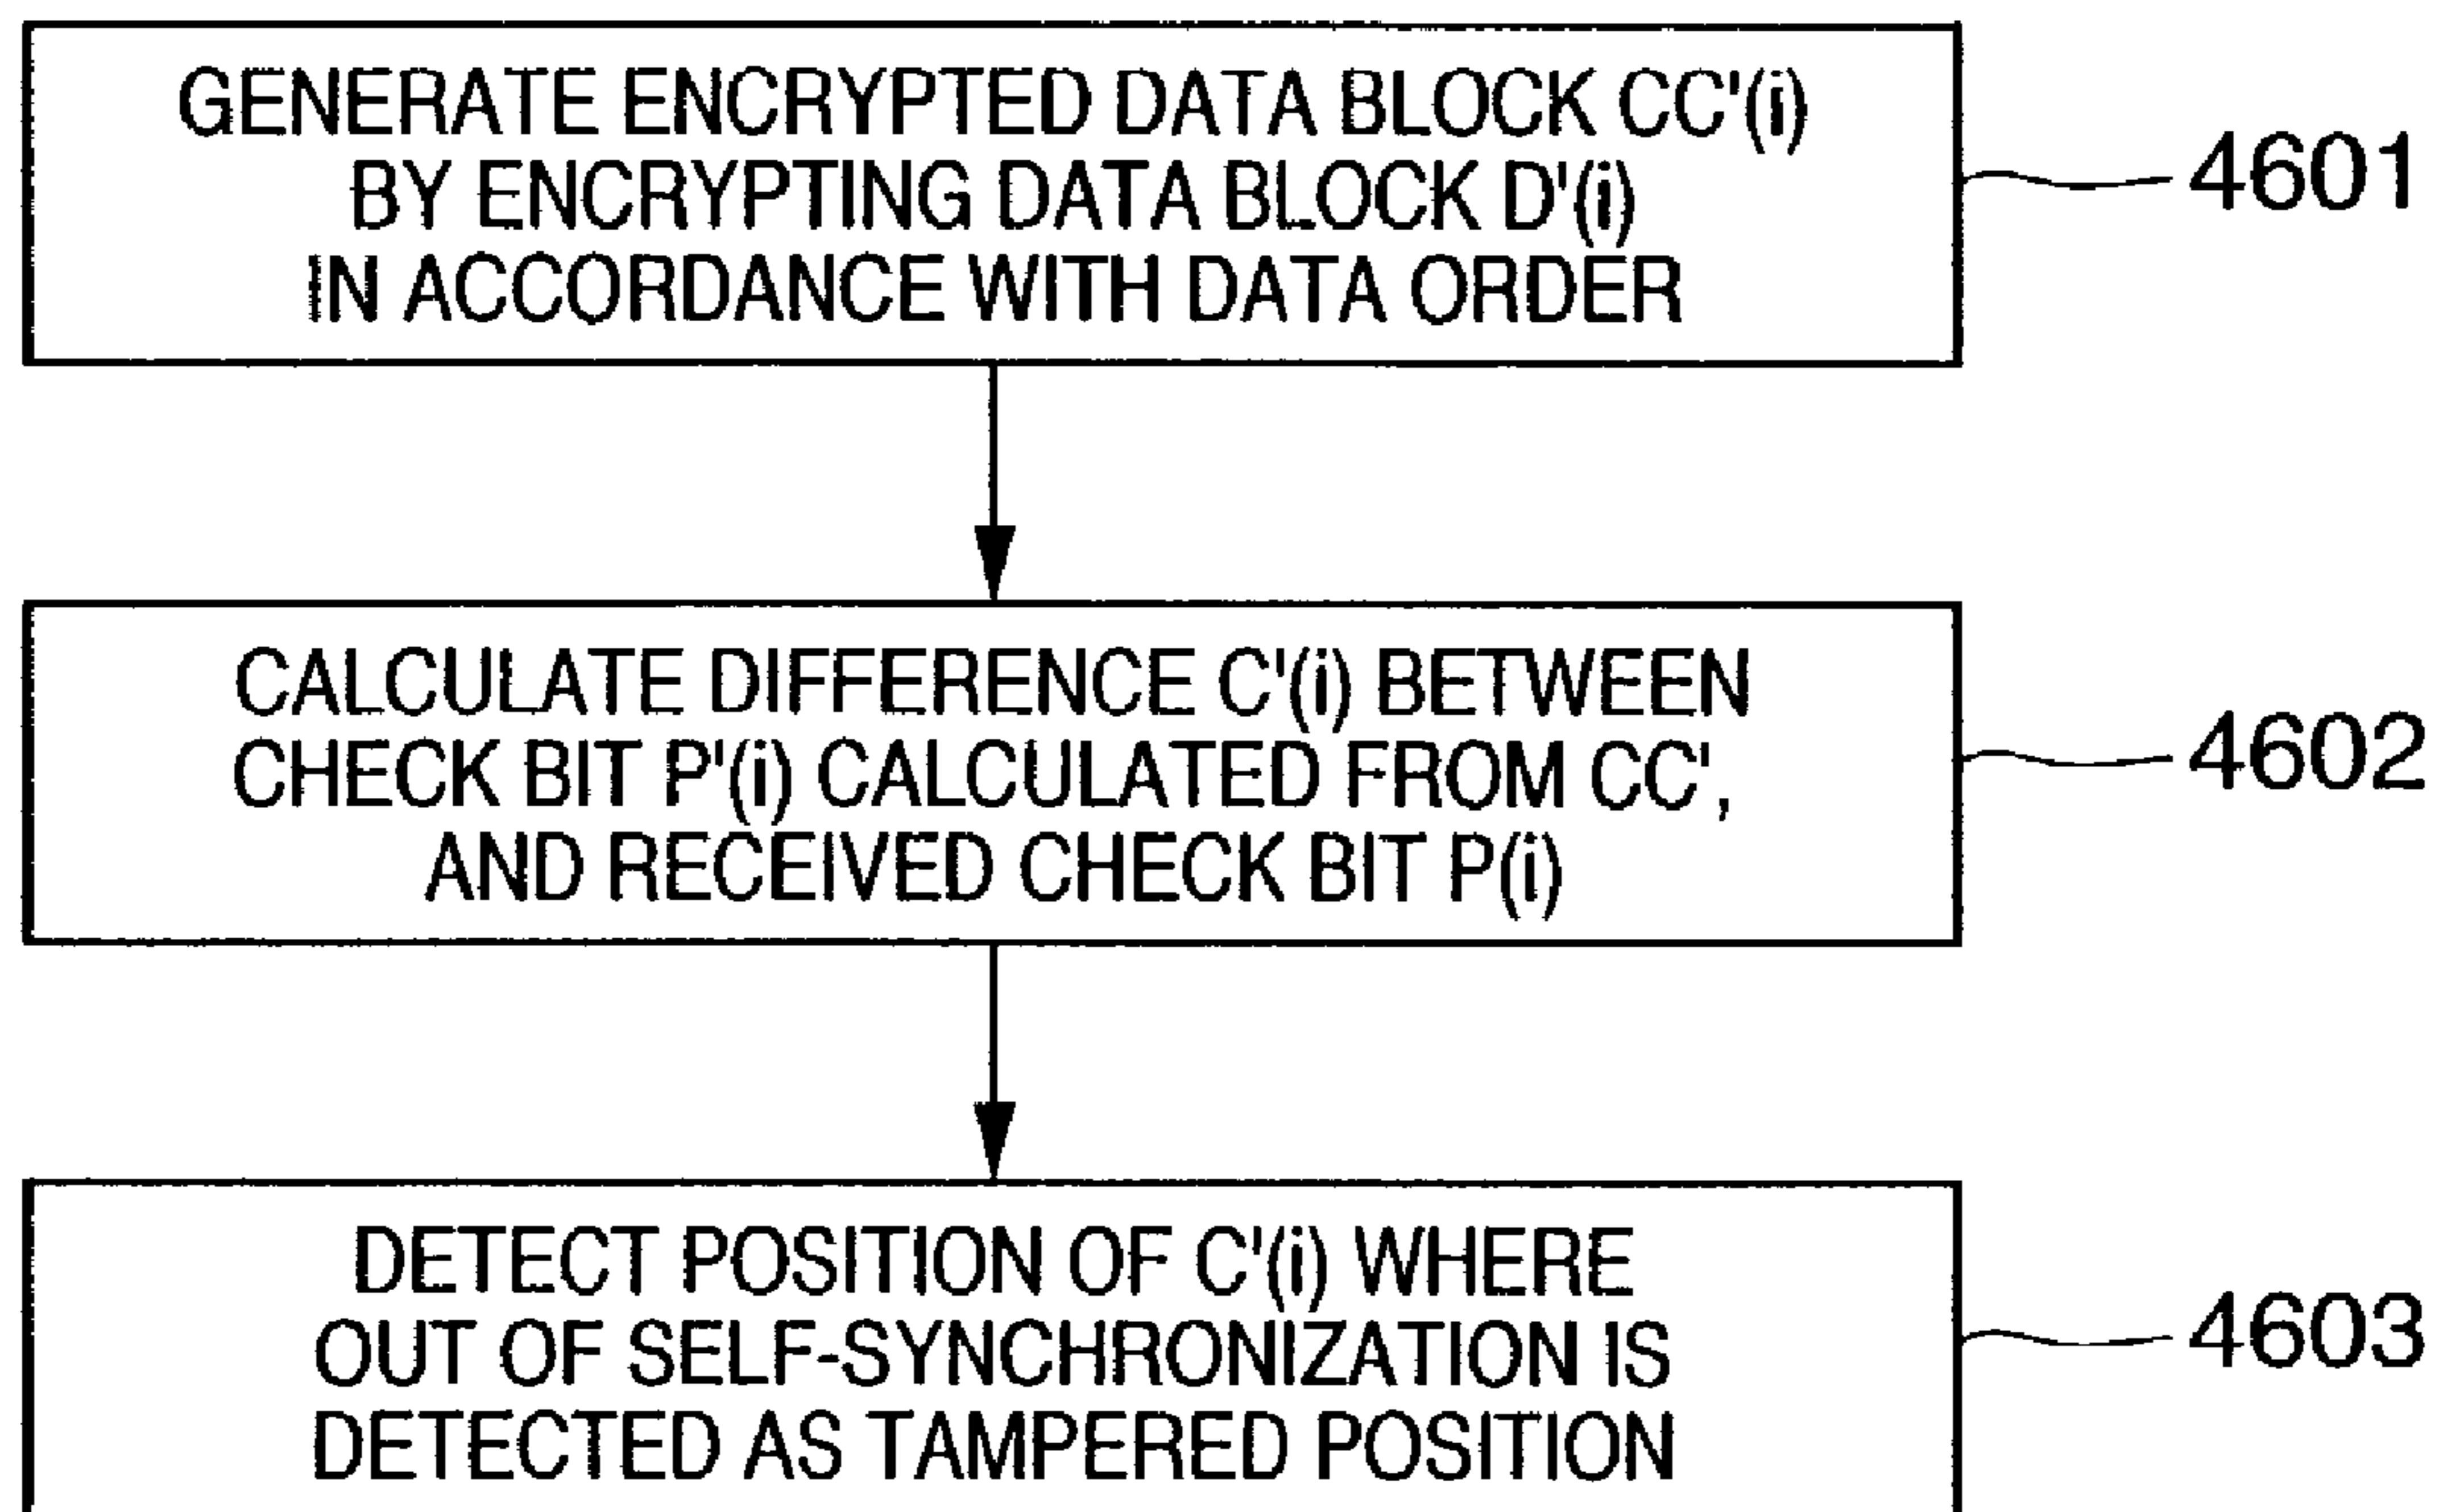 GENERATE ENCRYPTED DATA BLOCK CC'(i)
BY ENCRYPTING DATA BLOCK D'(i)
IN ACCORDANCE WITH DATA ORDER
4601
CALCULATE DIFFERENCE C'(i) BETWEEN
CHECK BIT P'(i) CALCULATED FROM CC',
AND RECEIVED CHECK BIT P(i)
4602
DETECT POSITION OF C'(i) WHERE
OUT OF SELF-SYNCHRONIZATION IS
DETECTED AS TAMPERED POSITION
4603